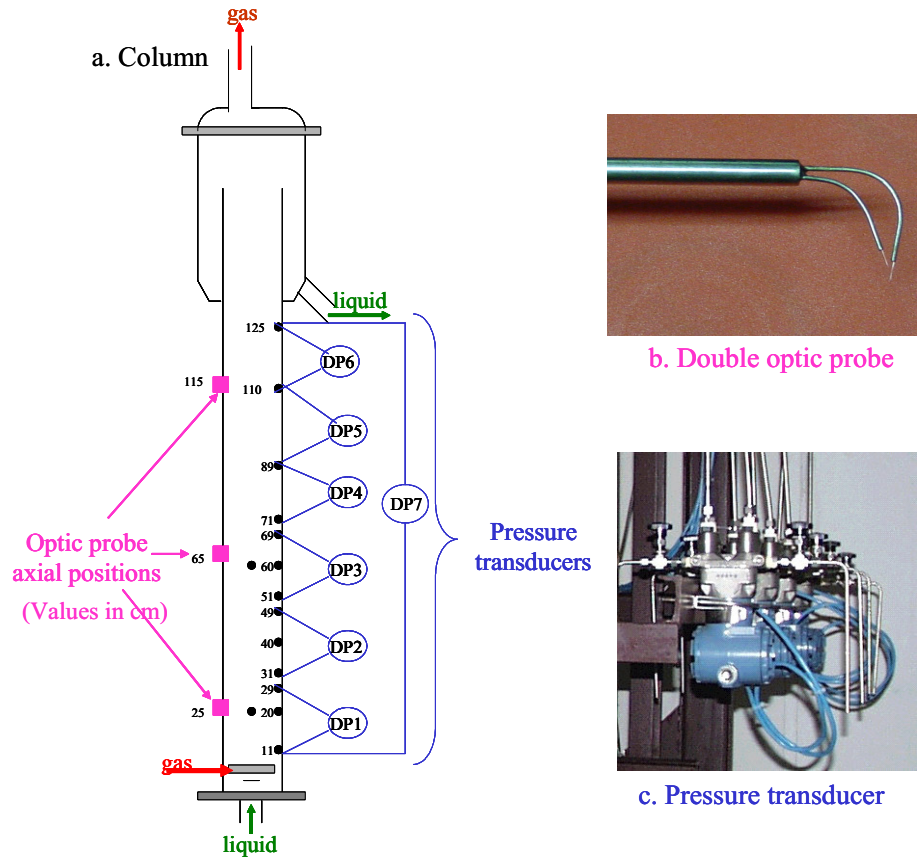 gas
a. Column
liquid
125
DP6
115
110
DP5
89
DP4
71
69
DP7
Optic probe
axial positions
(Values in cm)
65
60
DP3
51
49
40
DP2
31
29
25
20
DP1
11
gas
liquid
Pressure
transducers
b. Double optic probe
c. Pressure transducer